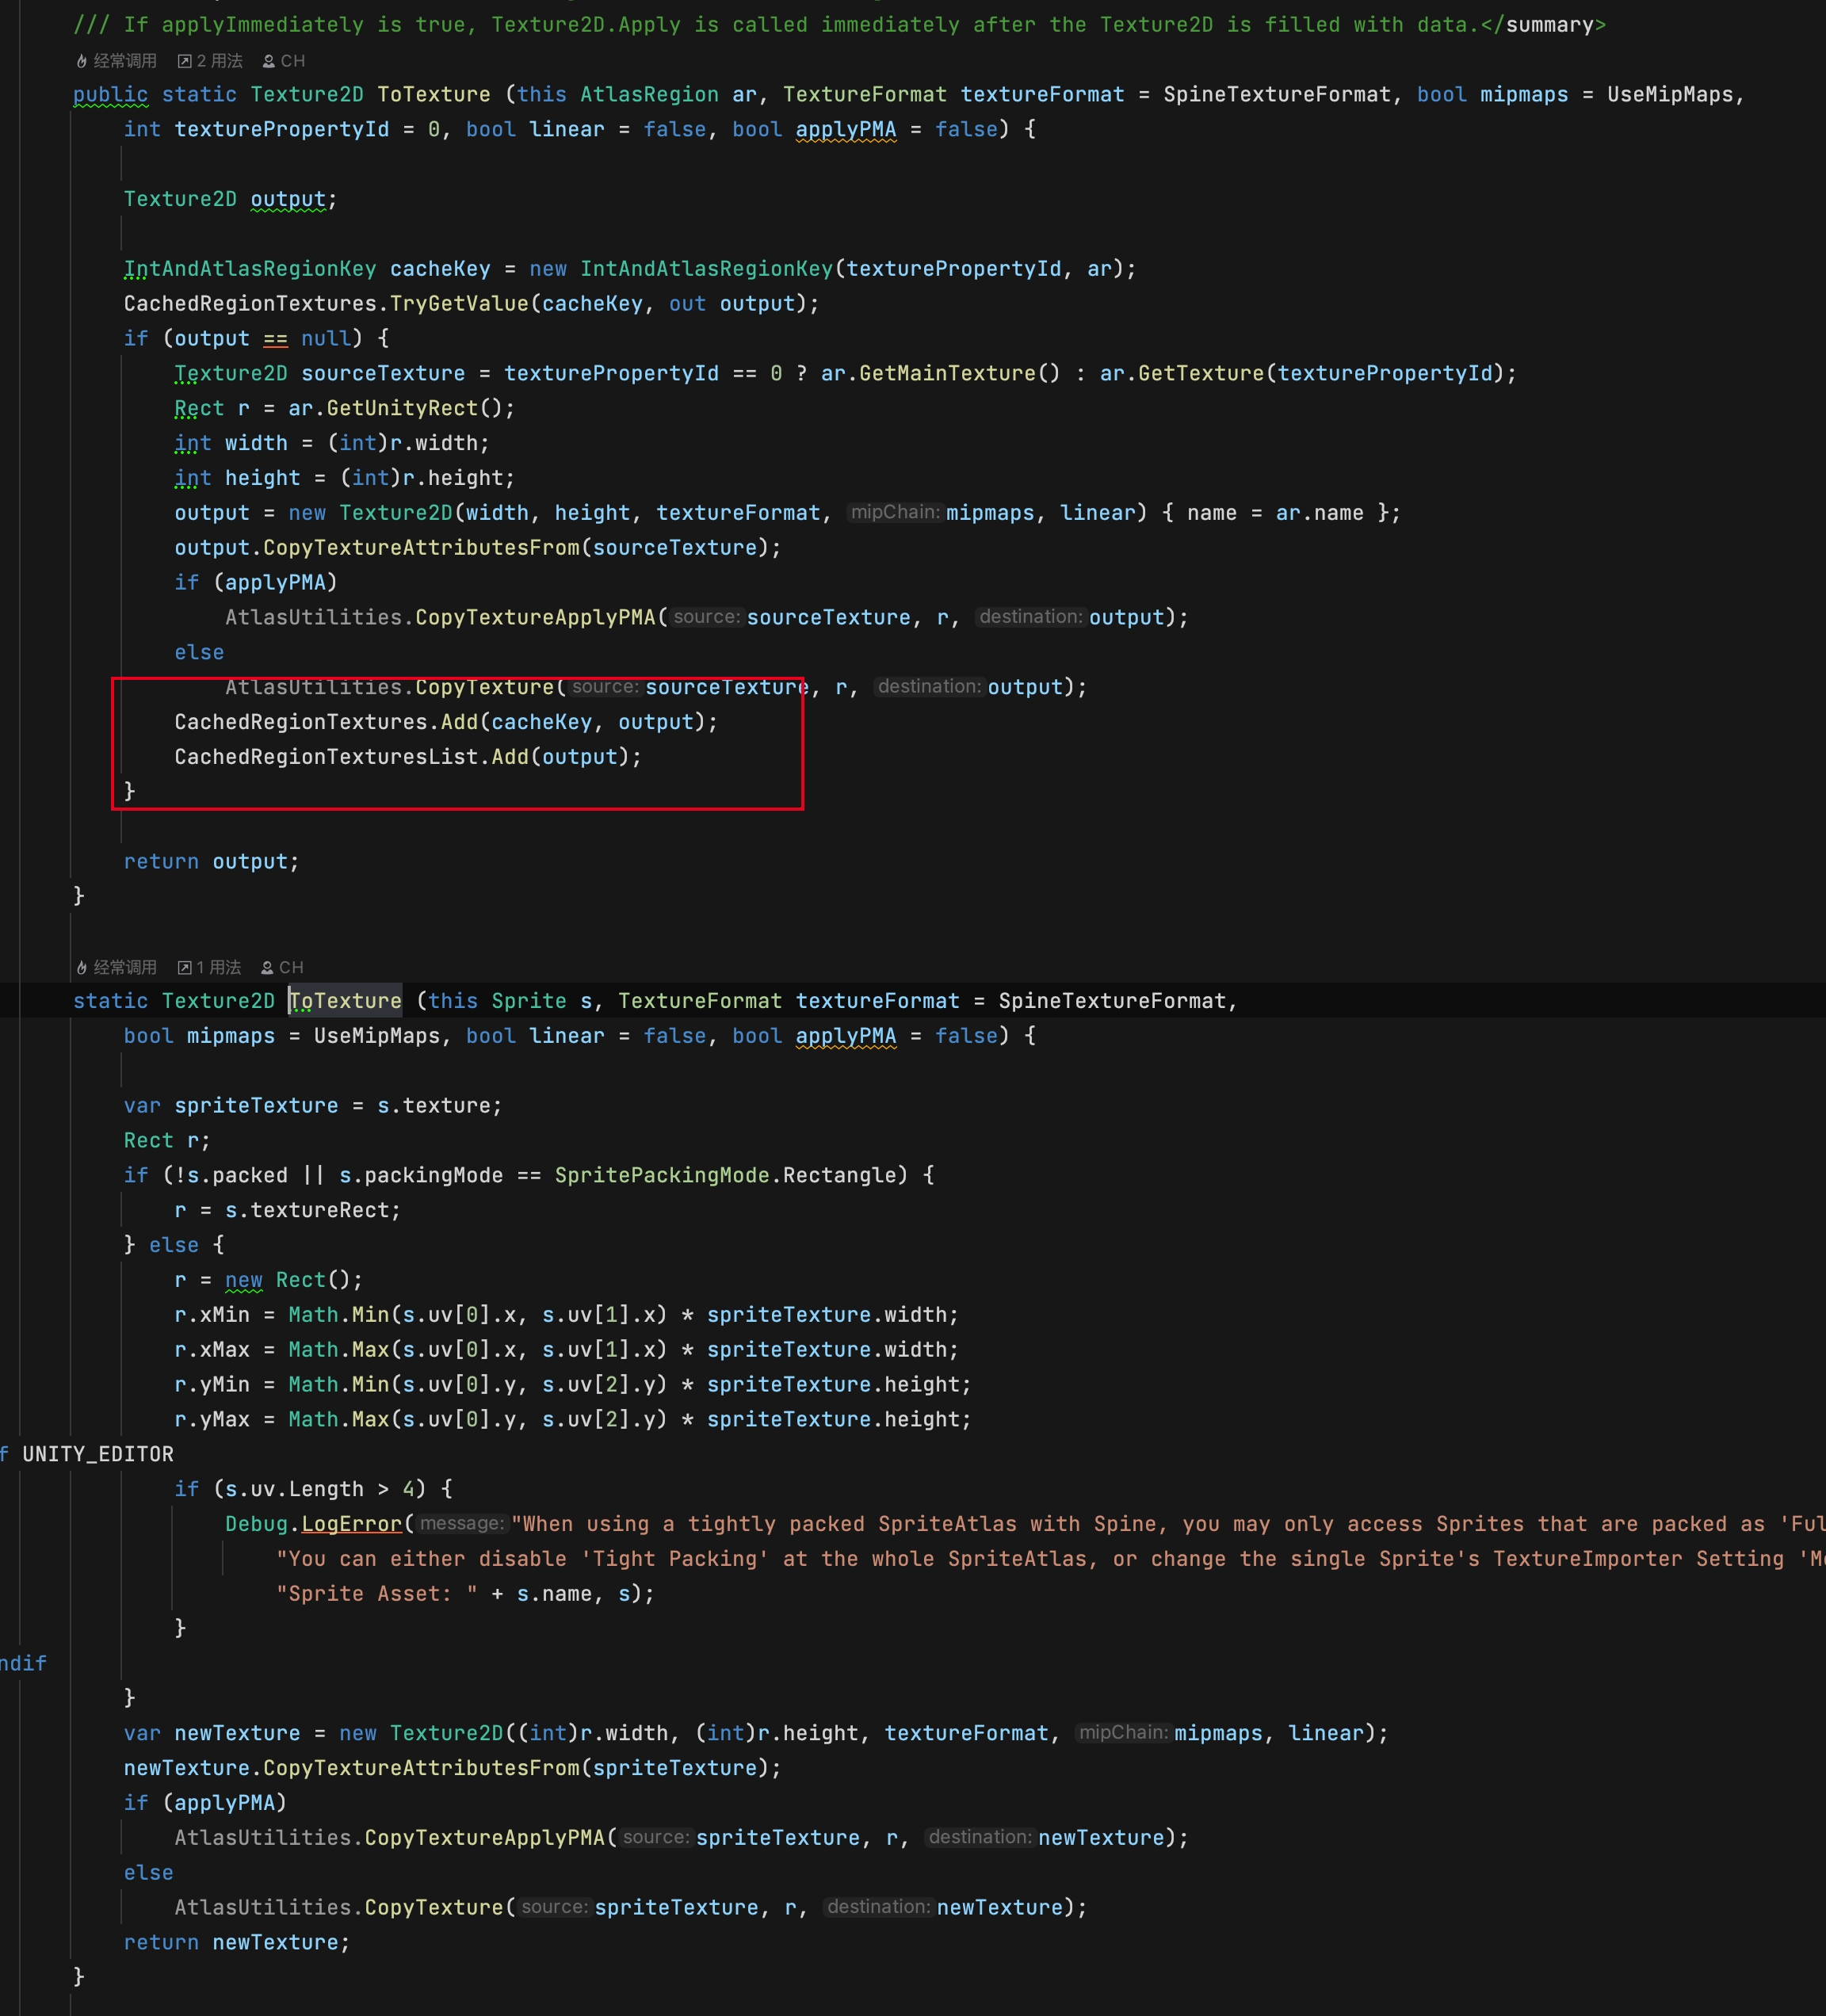 /// If applyImmediately is true, Texture2D.Apply is called immediately after the Texture2D is filled with data.</summary>
经常调用 2 用法 CH
public static Texture2D ToTexture (this AtlasRegion ar, TextureFormat textureFormat = SpineTextureFormat, bool mipmaps = UseMipMaps,
int texturePropertyId = 0, bool linear = false, bool applyPMA = false) {
Texture2D output;
IntAndAtlasRegionKey cacheKey = new IntAndAtlasRegionKey(texturePropertyId, ar);
CachedRegionTextures.TryGetValue(cacheKey, out output);
if (output == null) {
Texture2D sourceTexture = texturePropertyId == 0 ? ar.GetMainTexture() : ar.GetTexture(texturePropertyId);
Rect r = ar.GetUnityRect();
int width = (int)r.width;
int height = (int)r.height;
output = new Texture2D(width, height, textureFormat, mipChain: mipmaps, linear) { name = ar.name };
output.CopyTextureAttributesFrom(sourceTexture);
if (applyPMA)
AtlasUtilities.CopyTextureApplyPMA( source: sourceTexture, r, destination: output);
else
AtlasUtilities.CopyTexture( source: sourceTexture, r, destination: output);
CachedRegionTextures.Add(cacheKey, output);
CachedRegionTexturesList.Add(output);
}
return output;
}
经常调用 1 用法 CH
static Texture2D ToTexture (this Sprite s, TextureFormat textureFormat = SpineTextureFormat,
bool mipmaps = UseMipMaps, bool linear = false, bool applyPMA = false) {
var spriteTexture = s.texture;
Rect r;
if (!s.packed || s.packingMode == SpritePackingMode.Rectangle) {
r = s.textureRect;
} else {
r = new Rect();
r.xMin = Math.Min(s.uv[0].x, s.uv[1].x) * spriteTexture.width;
r.xMax = Math.Max(s.uv[0].x, s.uv[1].x) * spriteTexture.width;
r.yMin = Math.Min(s.uv[0].y, s.uv[2].y) * spriteTexture.height;
r.yMax = Math.Max(s.uv[0].y, s.uv[2].y) * spriteTexture.height;
f UNITY_EDITOR
if (s.uv.Length > 4) {
Debug.LogError( message: "When using a tightly packed SpriteAtlas with Spine, you may only access Sprites that are packed as 'Ful
"You can either disable 'Tight Packing' at the whole SpriteAtlas, or change the single Sprite's TextureImporter Setting 'Me
"Sprite Asset: " + s.name, s);
}
ndif
}
var newTexture = new Texture2D((int)r.width, (int)r.height, textureFormat, mipChain: mipmaps, linear);
newTexture.CopyTextureAttributesFrom(spriteTexture);
if (applyPMA)
AtlasUtilities.CopyTextureApplyPMA( source: spriteTexture, r, destination: newTexture);
else
AtlasUtilities.CopyTexture( source: spriteTexture, r, destination: newTexture);
return newTexture;
}